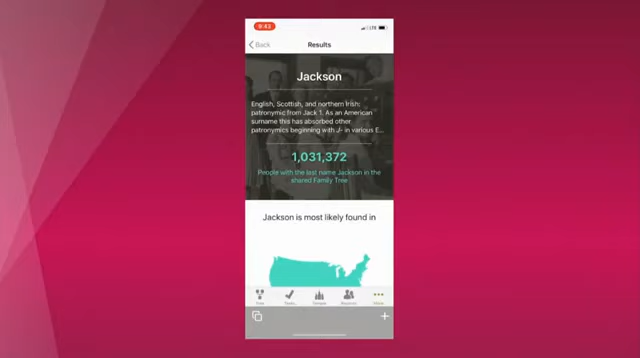 9:43
LTE
Back
Results
Jackson
English, Scottish, and northern Irish:
patronymic from Jack 1. As an American
surname this has absorbed other
patronymics beginning with J- in various E...
1,031,372
People with the last name Jackson in the
shared Family Tree
Jackson is most likely found in
Tree
Temple
More